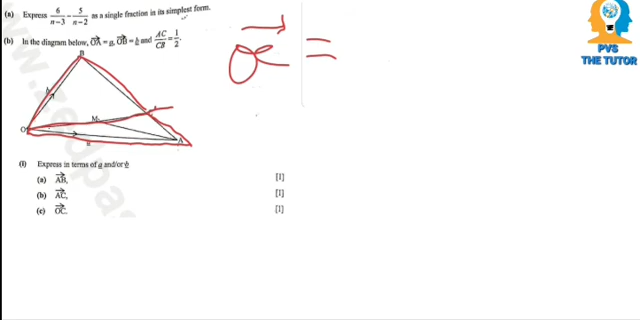 (a) Express 6/(n−3) − 5/(n−2) as a single fraction in its simplest form.
(b) In the diagram below, OA = a, OB = b and AC/CB = 1/2.
OC =
PVS
THE TUTOR
B
b
M
O
A
a
(i) Express in terms of a and/or b
(a) AB, [1]
(b) AC, [1]
(c) OC. [1]